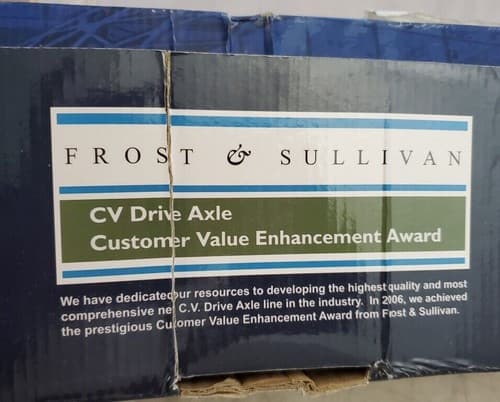 FROST & SULLIVAN
CV Drive Axle
Customer Value Enhancement Award
We have dedicated our resources to developing the highest quality and most
comprehensive new C.V. Drive Axle line in the industry. In 2006, we achieved
the prestigious Customer Value Enhancement Award from Frost & Sullivan.